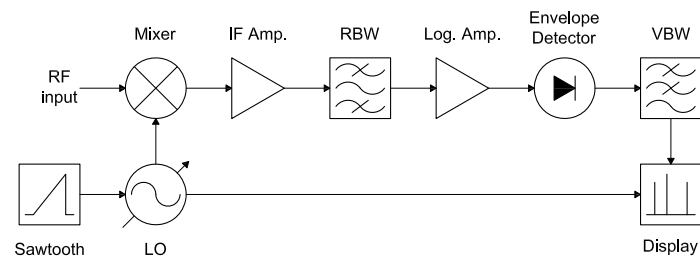 Mixer
IF Amp.
RBW
Log. Amp.
Envelope
Detector
VBW
RF
input
Sawtooth
LO
Display